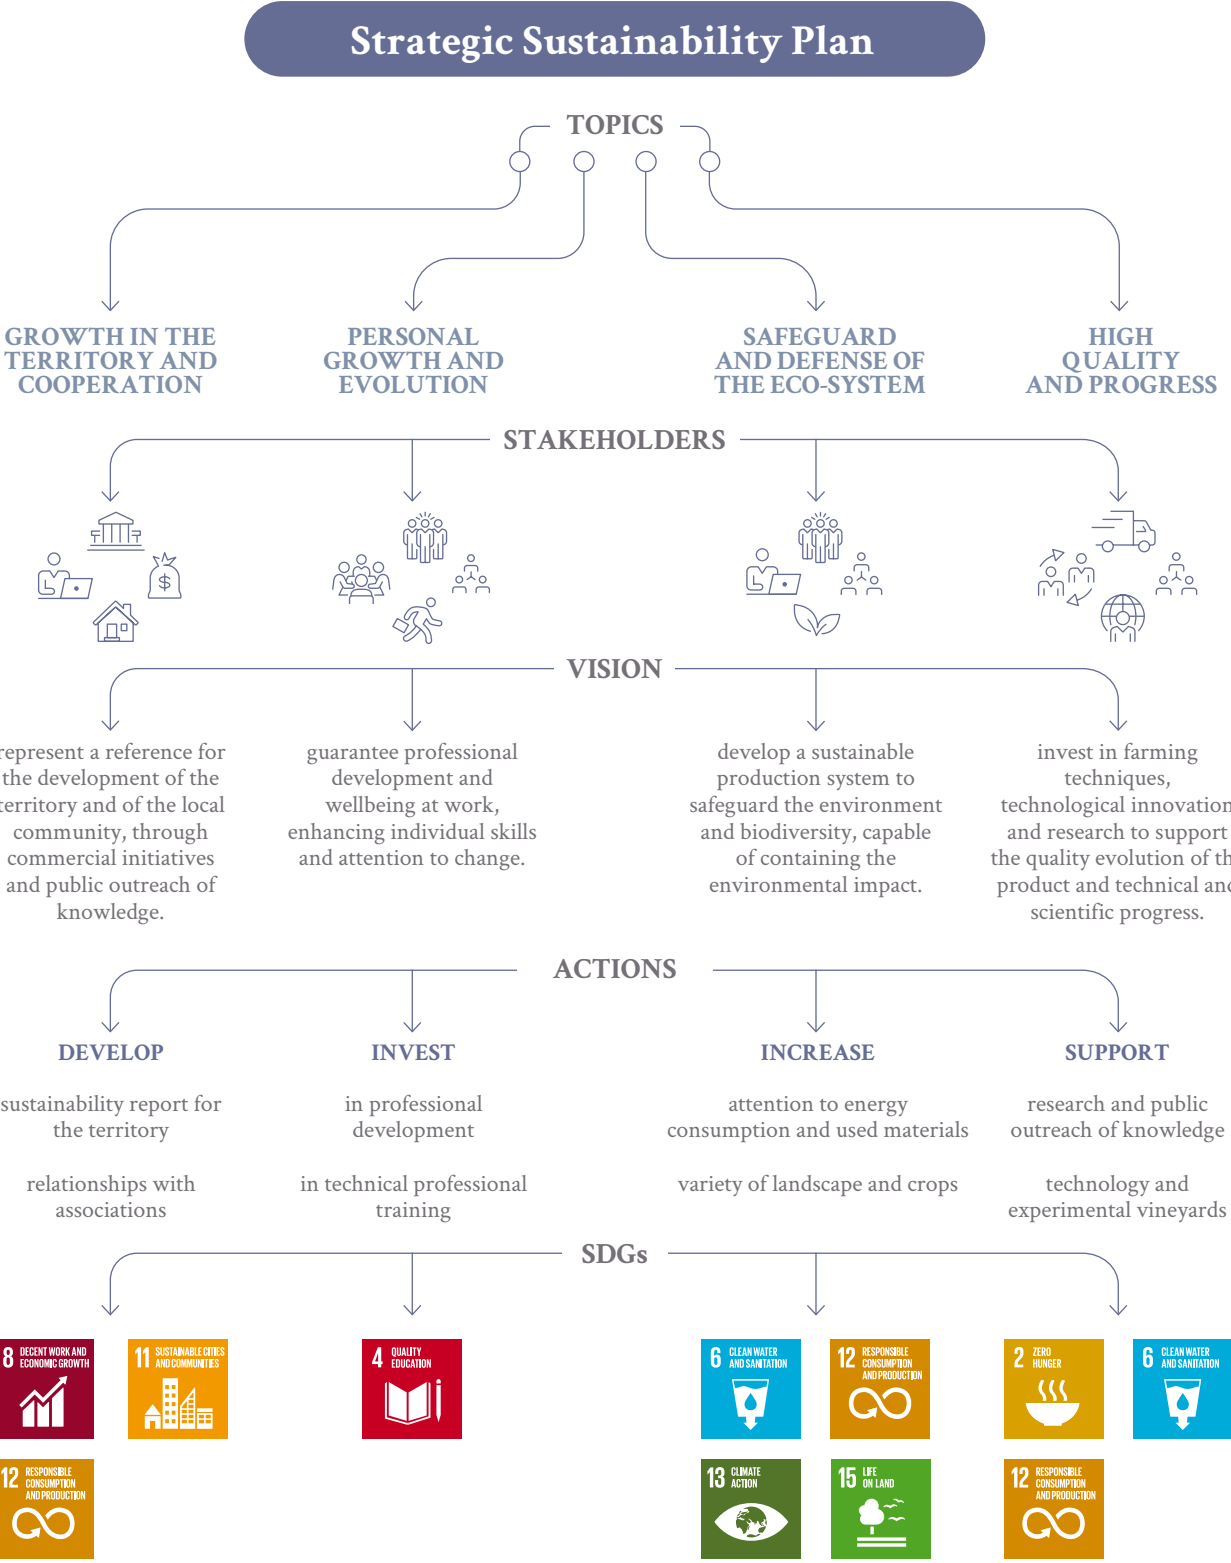 Strategic Sustainability Plan
TOPICS
GROWTH IN THE
TERRITORY AND
COOPERATION
PERSONAL
GROWTH AND
EVOLUTION
SAFEGUARD
AND DEFENSE OF
THE ECO-SYSTEM
HIGH
QUALITY
AND PROGRESS
STAKEHOLDERS
$
VISION
represent a reference for
the development of the
territory and of the local
community, through
commercial initiatives
and public outreach of
knowledge.
guarantee professional
development and
wellbeing at work,
enhancing individual skills
and attention to change.
develop a sustainable
production system to
safeguard the environment
and biodiversity, capable
of containing the
environmental impact.
invest in farming
techniques,
technological innovation
and research to support
the quality evolution of th
product and technical and
scientific progress.
ACTIONS
DEVELOP
sustainability report for
the territory
relationships with
associations
INVEST
in professional
development
in technical professional
training
INCREASE
attention to energy
consumption and used materials
variety of landscape and crops
SUPPORT
research and public
outreach of knowledge
technology and
experimental vineyards
SDGs
8 DECENT WORK AND
ECONOMIC GROWTH
11 SUSTAINABLE CITIES
AND COMMUNITIES
12 RESPONSIBLE
CONSUMPTION
AND PRODUCTION
4 QUALITY
EDUCATION
6 CLEAN WATER
AND SANITATION
12 RESPONSIBLE
CONSUMPTION
AND PRODUCTION
13 CLIMATE
ACTION
15 LIFE
ON LAND
2 ZERO
HUNGER
6 CLEAN WATER
AND SANITATION
12 RESPONSIBLE
CONSUMPTION
AND PRODUCTION